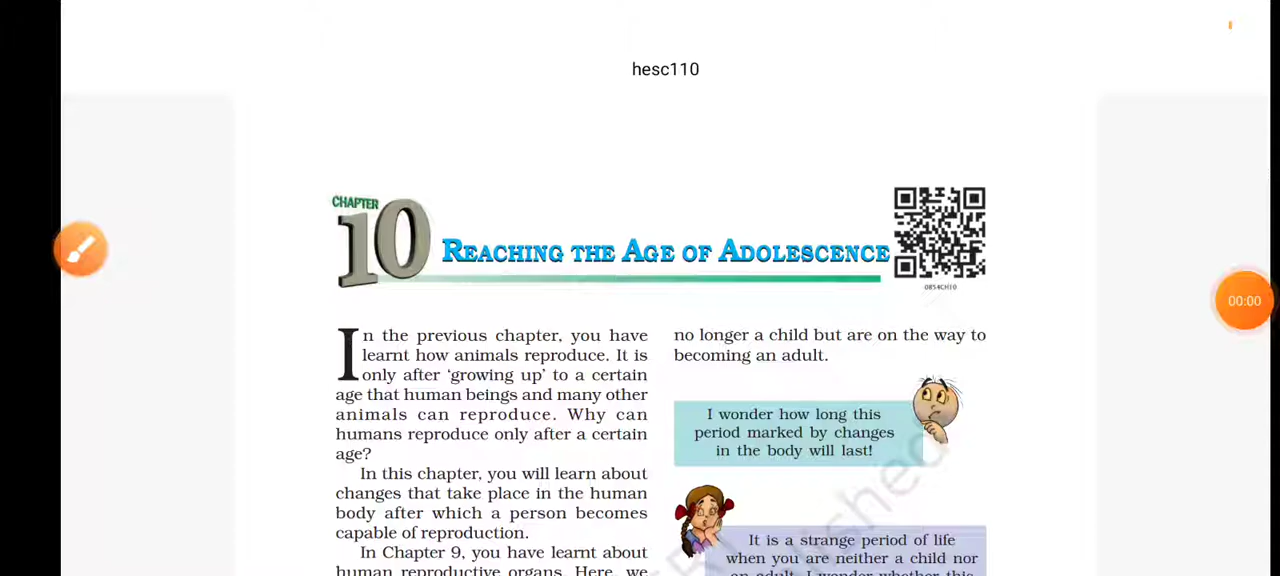 hesc110
CHAPTER
10
REACHING THE AGE OF ADOLESCENCE
0854CH10
00:00
In the previous chapter, you have
learnt how animals reproduce. It is
only after ‘growing up’ to a certain
age that human beings and many other
animals can reproduce. Why can
humans reproduce only after a certain
age?
In this chapter, you will learn about
changes that take place in the human
body after which a person becomes
capable of reproduction.
In Chapter 9, you have learnt about
human reproductive organs. Here, we
no longer a child but are on the way to
becoming an adult.
I wonder how long this
period marked by changes
in the body will last!
It is a strange period of life
when you are neither a child nor
an adult. I wonder whether this